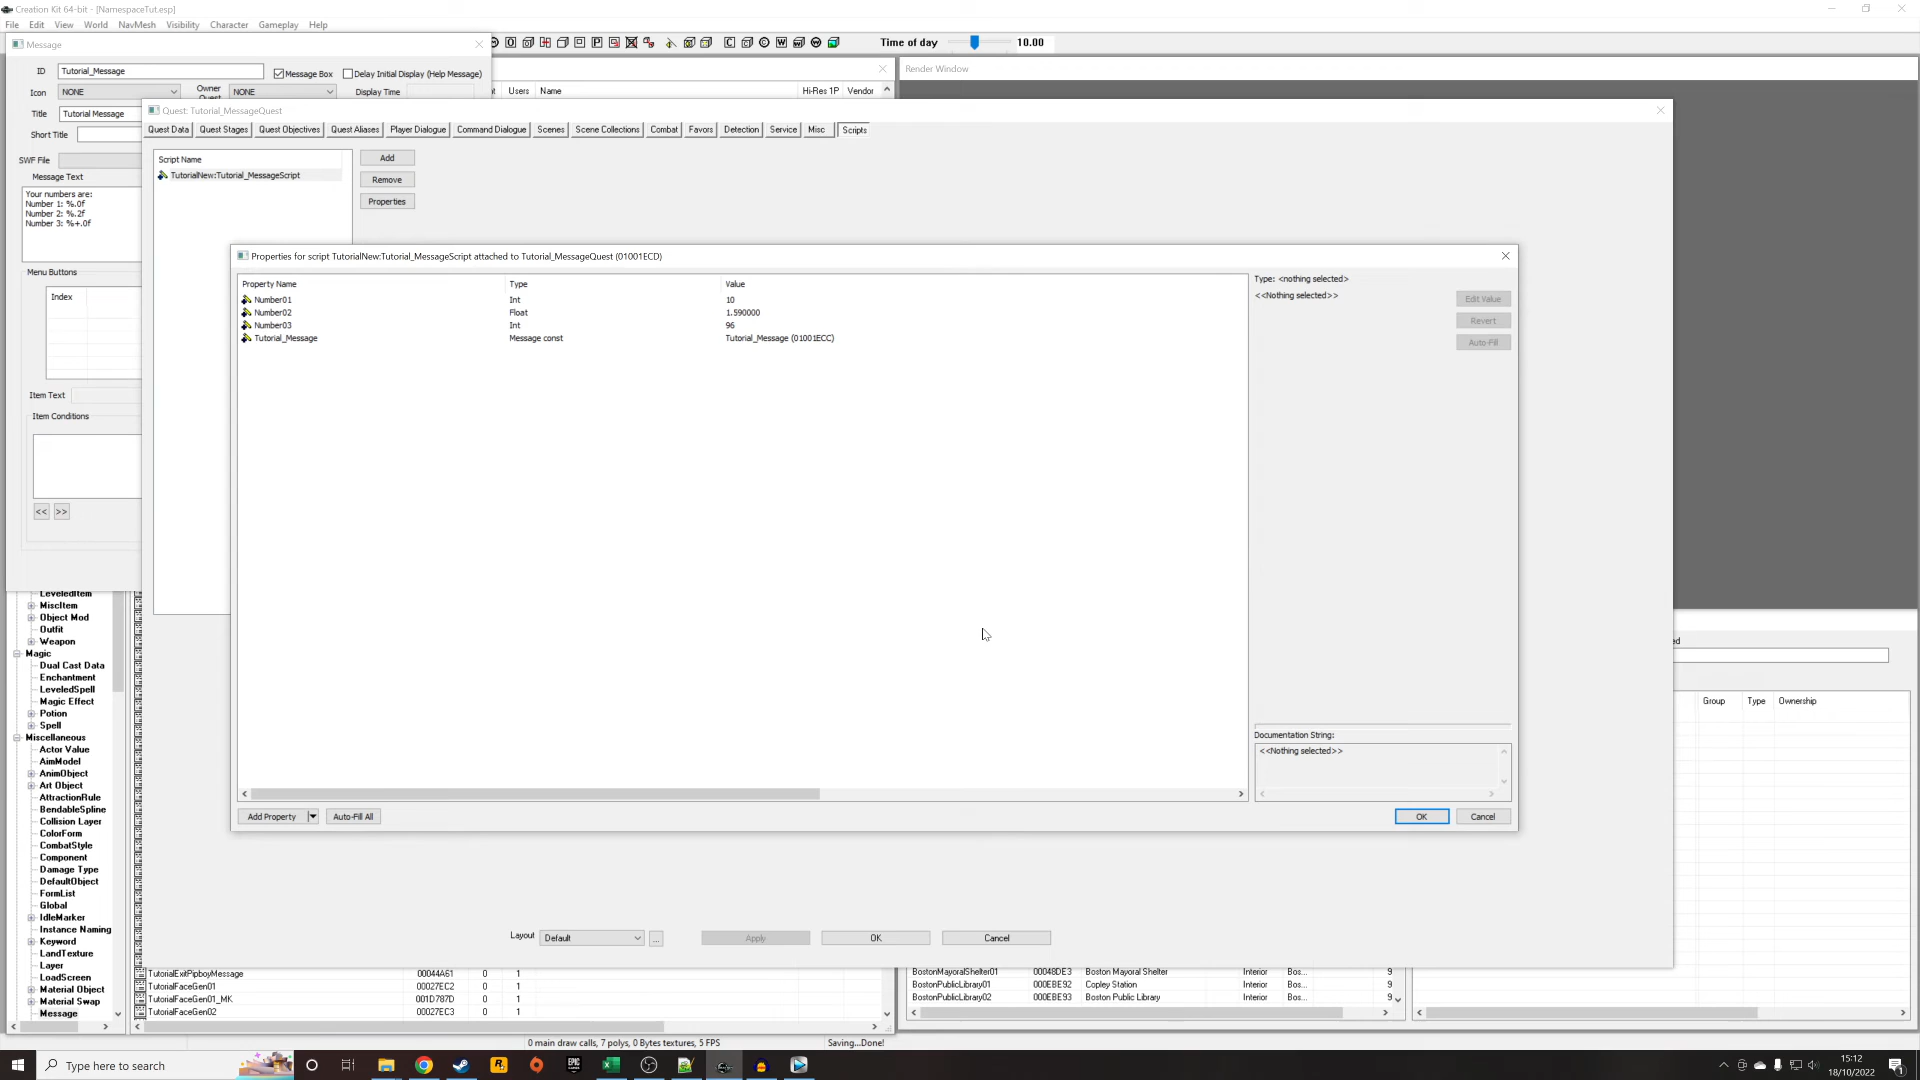 Creation Kit 64-bit - [NamespaceTut.esp]
File Edit View World NavMesh Visibility Character Gameplay Help
Message
Time of day 10.00
ID Tutorial_Message Message Box Delay Initial Display (Help Message)
Render Window
Icon NONE Owner Quest NONE Display Time
Users Name Hi-Res 1P Vendor
Title Tutorial Message
Quest: Tutorial_MessageQuest
Short Title
Quest Data Quest Stages Quest Objectives Quest Aliases Player Dialogue Command Dialogue Scenes Scene Collections Combat Favors Detection Service Misc Scripts
SWF File
Script Name
Add
Message Text
TutorialNew:Tutorial_MessageScript
Remove
Your numbers are:
Number 1: %.0f
Number 2: %.2f
Number 3: %+.0f
Properties
Properties for script TutorialNew:Tutorial_MessageScript attached to Tutorial_MessageQuest (01001ECD)
Menu Buttons
Index
Property Name Type Value
Number01 Int 10
Number02 Float 1.590000
Number03 Int 96
Tutorial_Message Message const Tutorial_Message (01001ECC)
Type: <nothing selected>
<<Nothing selected>>
Edit Value
Revert
Auto-Fill
Item Text
Item Conditions
<< >>
Documentation String:
<<Nothing selected>>
Add Property Auto-Fill All OK Cancel
LeveledItem
MiscItem
Object Mod
Outfit
Weapon
Magic
Dual Cast Data
Enchantment
LeveledSpell
Magic Effect
Potion
Spell
Miscellaneous
Actor Value
AimModel
AnimObject
Art Object
AttractionRule
BendableSpline
Collision Layer
ColorForm
CombatStyle
Component
Damage Type
DefaultObject
FormList
Global
IdleMarker
Instance Naming
Keyword
LandTexture
Layer
LoadScreen
Material Object
Material Swap
Message
ed
Group Type Ownership
Layout Default ... Apply OK Cancel
TutorialExitPipboyMessage 00044A61 0 1
TutorialFaceGen01 00027EC2 0 1
TutorialFaceGen01_MK 001D787D 0 1
TutorialFaceGen02 00027EC3 0 1
BostonMayoralShelter01 00048DE3 Boston Mayoral Shelter Interior Bos... 9
BostonPublicLibrary01 000EBE92 Copley Station Interior Bos... 9
BostonPublicLibrary02 000EBE93 Boston Public Library Interior Bos... 9
0 main draw calls, 7 polys, 0 Bytes textures, 5 FPS Saving...Done!
Type here to search
EPIC GAMES
15:12
18/10/2022
1